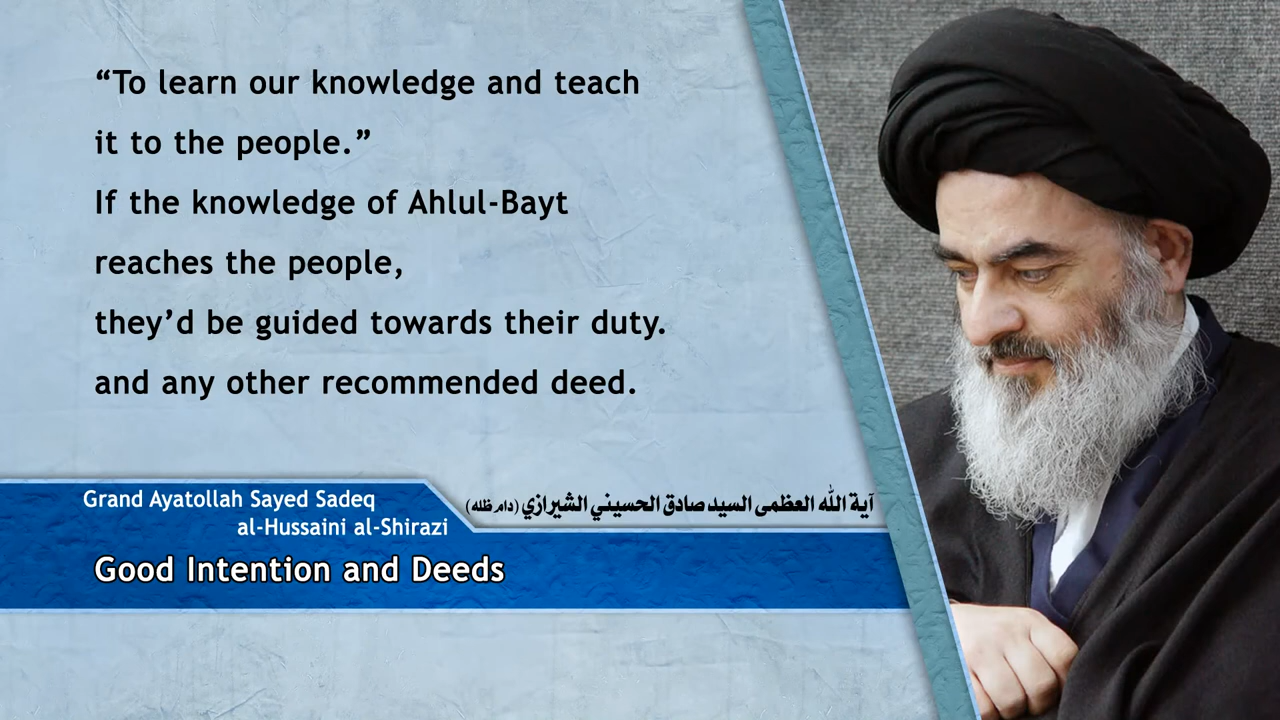 “To learn our knowledge and teach
it to the people.”
If the knowledge of Ahlul-Bayt
reaches the people,
they’d be guided towards their duty.
and any other recommended deed.
Grand Ayatollah Sayed Sadeq
al-Hussaini al-Shirazi
آية الله العظمى السيد صادق الحسيني الشيرازي (دام ظله)
Good Intention and Deeds